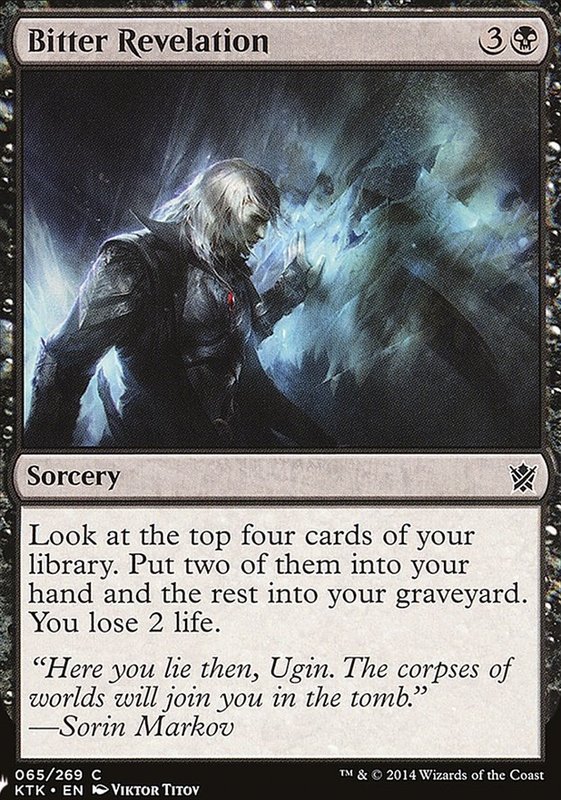 Bitter Revelation
3
Sorcery
Look at the top four cards of your
library. Put two of them into your
hand and the rest into your graveyard.
You lose 2 life.
“Here you lie then, Ugin. The corpses of
worlds will join you in the tomb.”
—Sorin Markov
065/269 C
KTK • EN Viktor Titov
™ & © 2014 Wizards of the Coast